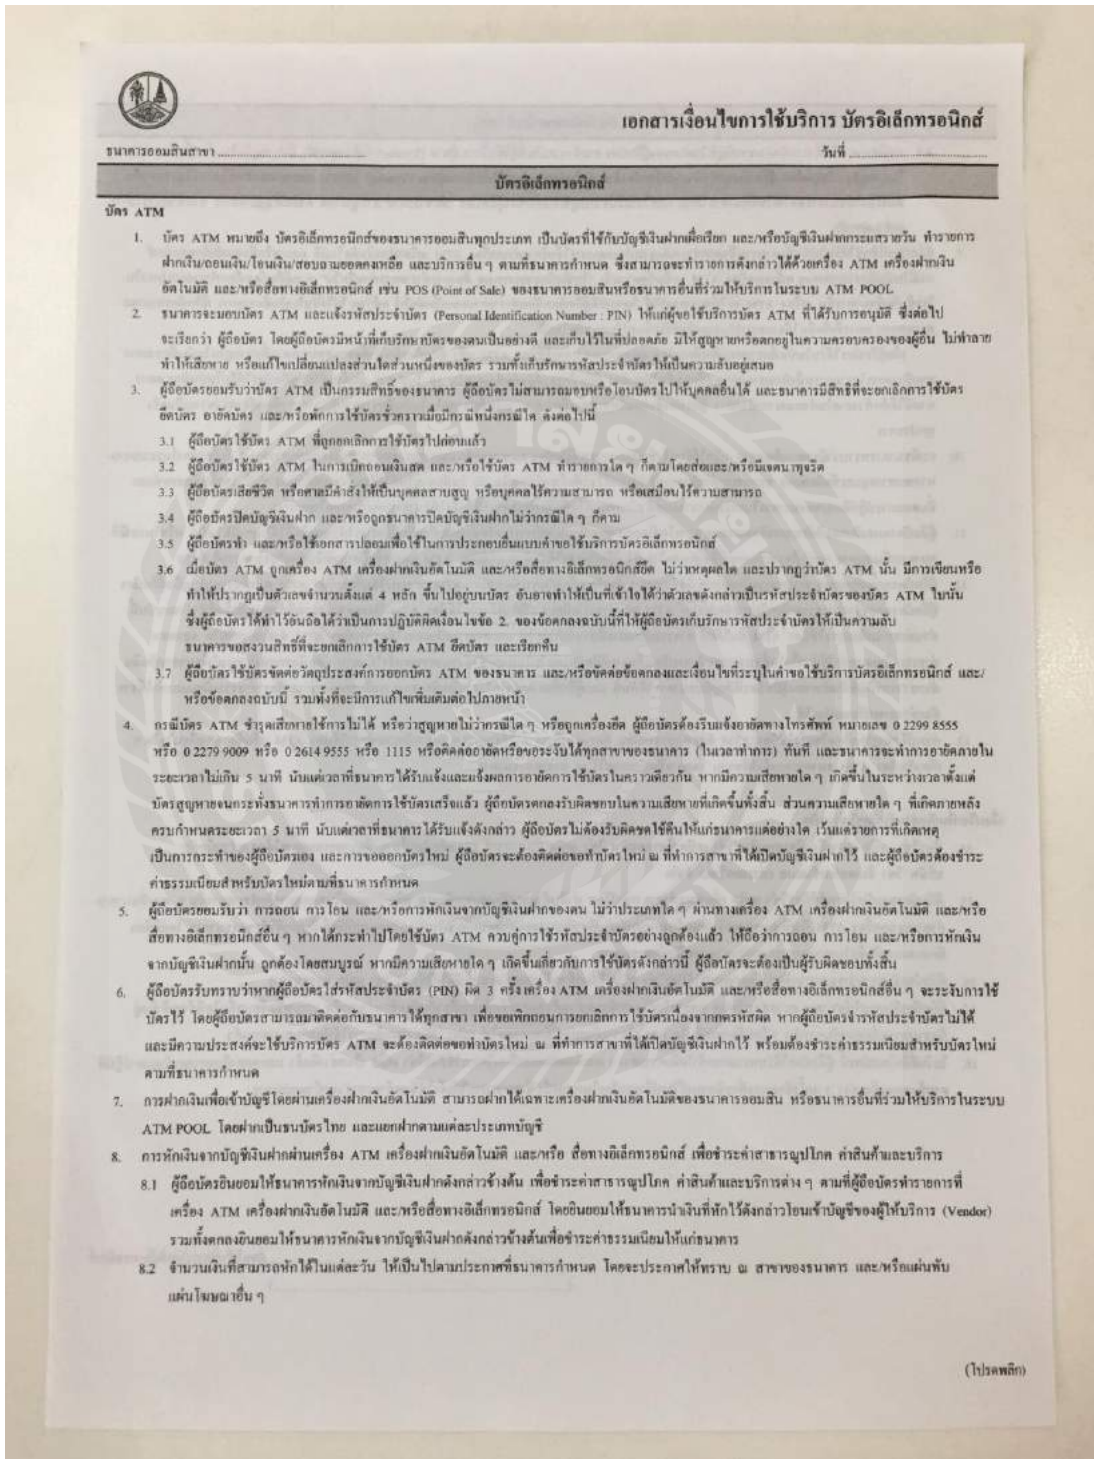 เอกสารเงื่อนไขการใช้บริการ บัตรอิเล็กทรอนิกส์
ธนาคารออมสินสาขา ........................................ วันที่ ........................................
บัตรอิเล็กทรอนิกส์
บัตร ATM
1. บัตร ATM หมายถึง บัตรอิเล็กทรอนิกส์ของธนาคารออมสินทุกประเภท เป็นบัตรที่ใช้กับบัญชีเงินฝากเผื่อเรียก และ/หรือบัญชีเงินฝากกระแสรายวัน ทำรายการ
ฝากเงิน/ถอนเงิน/โอนเงิน/สอบถามยอดคงเหลือ และบริการอื่น ๆ ตามที่ธนาคารกำหนด ซึ่งสามารถจะทำรายการดังกล่าวได้ด้วยเครื่อง ATM เครื่องฝากเงิน
อัตโนมัติ และ/หรือสื่อทางอิเล็กทรอนิกส์ เช่น POS (Point of Sale) ของธนาคารออมสินหรือธนาคารอื่นที่ร่วมให้บริการในระบบ ATM POOL
2. ธนาคารจะมอบบัตร ATM และแจ้งรหัสประจำบัตร (Personal Identification Number : PIN) ให้แก่ผู้ขอใช้บริการบัตร ATM ที่ได้รับการอนุมัติ ซึ่งต่อไป
จะเรียกว่า ผู้ถือบัตร โดยผู้ถือบัตรมีหน้าที่เก็บรักษาบัตรของตนเป็นอย่างดี และเก็บไว้ในที่ปลอดภัย มิให้สูญหายหรือตกอยู่ในความครอบครองของผู้อื่น ไม่ทำลาย
ทำให้เสียหาย หรือแก้ไขเปลี่ยนแปลงส่วนใดส่วนหนึ่งของบัตร รวมทั้งเก็บรักษารหัสประจำบัตรให้เป็นความลับอยู่เสมอ
3. ผู้ถือบัตรยอมรับว่าบัตร ATM เป็นกรรมสิทธิ์ของธนาคาร ผู้ถือบัตรไม่สามารถมอบหรือโอนบัตรไปให้บุคคลอื่นได้ และธนาคารมีสิทธิที่จะยกเลิกการใช้บัตร
ยึดบัตร อายัดบัตร และ/หรือพักการใช้บัตรชั่วคราวเมื่อมีกรณีหนึ่งกรณีใด ดังต่อไปนี้
3.1 ผู้ถือบัตรใช้บัตร ATM ที่ถูกยกเลิกการใช้บัตรไปก่อนแล้ว
3.2 ผู้ถือบัตรใช้บัตร ATM ในการเบิกถอนเงินสด และ/หรือใช้บัตร ATM ทำรายการใด ๆ ก็ตามโดยส่อและ/หรือมีเจตนาทุจริต
3.3 ผู้ถือบัตรเสียชีวิต หรือศาลมีคำสั่งให้เป็นบุคคลสาบสูญ หรือบุคคลไร้ความสามารถ หรือเสมือนไร้ความสามารถ
3.4 ผู้ถือบัตรปิดบัญชีเงินฝาก และ/หรือถูกธนาคารปิดบัญชีเงินฝากไม่ว่ากรณีใด ๆ ก็ตาม
3.5 ผู้ถือบัตรทำ และ/หรือใช้เอกสารปลอมเพื่อใช้ในการประกอบยื่นแบบคำขอใช้บริการบัตรอิเล็กทรอนิกส์
3.6 เมื่อบัตร ATM ถูกเครื่อง ATM เครื่องฝากเงินอัตโนมัติ และ/หรือสื่อทางอิเล็กทรอนิกส์ยึด ไม่ว่าเหตุผลใด และปรากฏว่าบัตร ATM นั้น มีการเขียนหรือ
ทำให้ปรากฏเป็นตัวเลขจำนวนตั้งแต่ 4 หลัก ขึ้นไปอยู่บนบัตร อันอาจทำให้เป็นที่เข้าใจได้ว่าตัวเลขดังกล่าวเป็นรหัสประจำบัตรของบัตร ATM ใบนั้น
ซึ่งผู้ถือบัตรได้ทำไว้อันถือได้ว่าเป็นการปฏิบัติผิดเงื่อนไขข้อ 2. ของข้อตกลงฉบับนี้ที่ให้ผู้ถือบัตรเก็บรักษารหัสประจำบัตรให้เป็นความลับ
ธนาคารขอสงวนสิทธิ์ที่จะยกเลิกการใช้บัตร ATM ยึดบัตร และเรียกคืน
3.7 ผู้ถือบัตรใช้บัตรขัดต่อวัตถุประสงค์การออกบัตร ATM ของธนาคาร และ/หรือขัดต่อข้อตกลงและเงื่อนไขที่ระบุในคำขอใช้บริการบัตรอิเล็กทรอนิกส์ และ/
หรือข้อตกลงฉบับนี้ รวมทั้งที่จะมีการแก้ไขเพิ่มเติมต่อไปภายหน้า
4. กรณีบัตร ATM ชำรุดเสียหายใช้การไม่ได้ หรือว่าสูญหายไม่ว่ากรณีใด ๆ หรือถูกเครื่องยึด ผู้ถือบัตรต้องรีบแจ้งอายัดทางโทรศัพท์ หมายเลข 0 2299 8555
หรือ 0 2279 9009 หรือ 0 2614 9555 หรือ 1115 หรือติดต่ออายัดหรือขอระงับได้ทุกสาขาของธนาคาร (ในเวลาทำการ) ทันที และธนาคารจะทำการอายัดภายใน
ระยะเวลาไม่เกิน 5 นาที นับแต่เวลาที่ธนาคารได้รับแจ้งและแจ้งผลการอายัดการใช้บัตรในคราวเดียวกัน หากมีความเสียหายใด ๆ เกิดขึ้นในระหว่างเวลาตั้งแต่
บัตรสูญหายจนกระทั่งธนาคารทำการอายัดการใช้บัตรเสร็จแล้ว ผู้ถือบัตรตกลงรับผิดชอบในความเสียหายที่เกิดขึ้นทั้งสิ้น ส่วนความเสียหายใด ๆ ที่เกิดภายหลัง
ครบกำหนดระยะเวลา 5 นาที นับแต่เวลาที่ธนาคารได้รับแจ้งดังกล่าว ผู้ถือบัตรไม่ต้องรับผิดชดใช้คืนให้แก่ธนาคารแต่อย่างใด เว้นแต่รายการที่เกิดเหตุ
เป็นการกระทำของผู้ถือบัตรเอง และการขอออกบัตรใหม่ ผู้ถือบัตรจะต้องติดต่อขอทำบัตรใหม่ ณ ที่ทำการสาขาที่ได้เปิดบัญชีเงินฝากไว้ และผู้ถือบัตรต้องชำระ
ค่าธรรมเนียมสำหรับบัตรใหม่ตามที่ธนาคารกำหนด
5. ผู้ถือบัตรยอมรับว่า การถอน การโอน และ/หรือการหักเงินจากบัญชีเงินฝากของตน ไม่ว่าประเภทใด ๆ ผ่านทางเครื่อง ATM เครื่องฝากเงินอัตโนมัติ และ/หรือ
สื่อทางอิเล็กทรอนิกส์อื่น ๆ หากได้กระทำไปโดยใช้บัตร ATM ควบคู่การใช้รหัสประจำบัตรอย่างถูกต้องแล้ว ให้ถือว่าการถอน การโอน และ/หรือการหักเงิน
จากบัญชีเงินฝากนั้น ถูกต้องโดยสมบูรณ์ หากมีความเสียหายใด ๆ เกิดขึ้นเกี่ยวกับการใช้บัตรดังกล่าวนี้ ผู้ถือบัตรจะต้องเป็นผู้รับผิดชอบทั้งสิ้น
6. ผู้ถือบัตรรับทราบว่าหากผู้ถือบัตรใส่รหัสประจำบัตร (PIN) ผิด 3 ครั้ง เครื่อง ATM เครื่องฝากเงินอัตโนมัติ และ/หรือสื่อทางอิเล็กทรอนิกส์อื่น ๆ จะระงับการใช้
บัตรไว้ โดยผู้ถือบัตรสามารถมาติดต่อกับธนาคารได้ทุกสาขา เพื่อขอเพิกถอนการยกเลิกการใช้บัตรเนื่องจากกดรหัสผิด หากผู้ถือบัตรจำรหัสประจำบัตรไม่ได้
และมีความประสงค์จะใช้บริการบัตร ATM จะต้องติดต่อขอทำบัตรใหม่ ณ ที่ทำการสาขาที่ได้เปิดบัญชีเงินฝากไว้ พร้อมต้องชำระค่าธรรมเนียมสำหรับบัตรใหม่
ตามที่ธนาคารกำหนด
7. การฝากเงินเพื่อเข้าบัญชีโดยผ่านเครื่องฝากเงินอัตโนมัติ สามารถฝากได้เฉพาะเครื่องฝากเงินอัตโนมัติของธนาคารออมสิน หรือธนาคารอื่นที่ร่วมให้บริการในระบบ
ATM POOL โดยฝากเป็นธนบัตรไทย และแยกฝากตามแต่ละประเภทบัญชี
8. การหักเงินจากบัญชีเงินฝากผ่านเครื่อง ATM เครื่องฝากเงินอัตโนมัติ และ/หรือ สื่อทางอิเล็กทรอนิกส์ เพื่อชำระค่าสาธารณูปโภค ค่าสินค้าและบริการ
8.1 ผู้ถือบัตรยินยอมให้ธนาคารหักเงินจากบัญชีเงินฝากดังกล่าวข้างต้น เพื่อชำระค่าสาธารณูปโภค ค่าสินค้าและบริการต่าง ๆ ตามที่ผู้ถือบัตรทำรายการที่
เครื่อง ATM เครื่องฝากเงินอัตโนมัติ และ/หรือสื่อทางอิเล็กทรอนิกส์ โดยยินยอมให้ธนาคารนำเงินที่หักไว้ดังกล่าวโอนเข้าบัญชีของผู้ให้บริการ (Vendor)
รวมทั้งตกลงยินยอมให้ธนาคารหักเงินจากบัญชีเงินฝากดังกล่าวข้างต้นเพื่อชำระค่าธรรมเนียมให้แก่ธนาคาร
8.2 จำนวนเงินที่สามารถหักได้ในแต่ละวัน ให้เป็นไปตามประกาศที่ธนาคารกำหนด โดยจะประกาศให้ทราบ ณ สาขาของธนาคาร และ/หรือแผ่นพับ
แผ่นโฆษณาอื่น ๆ
(โปรดพลิก)